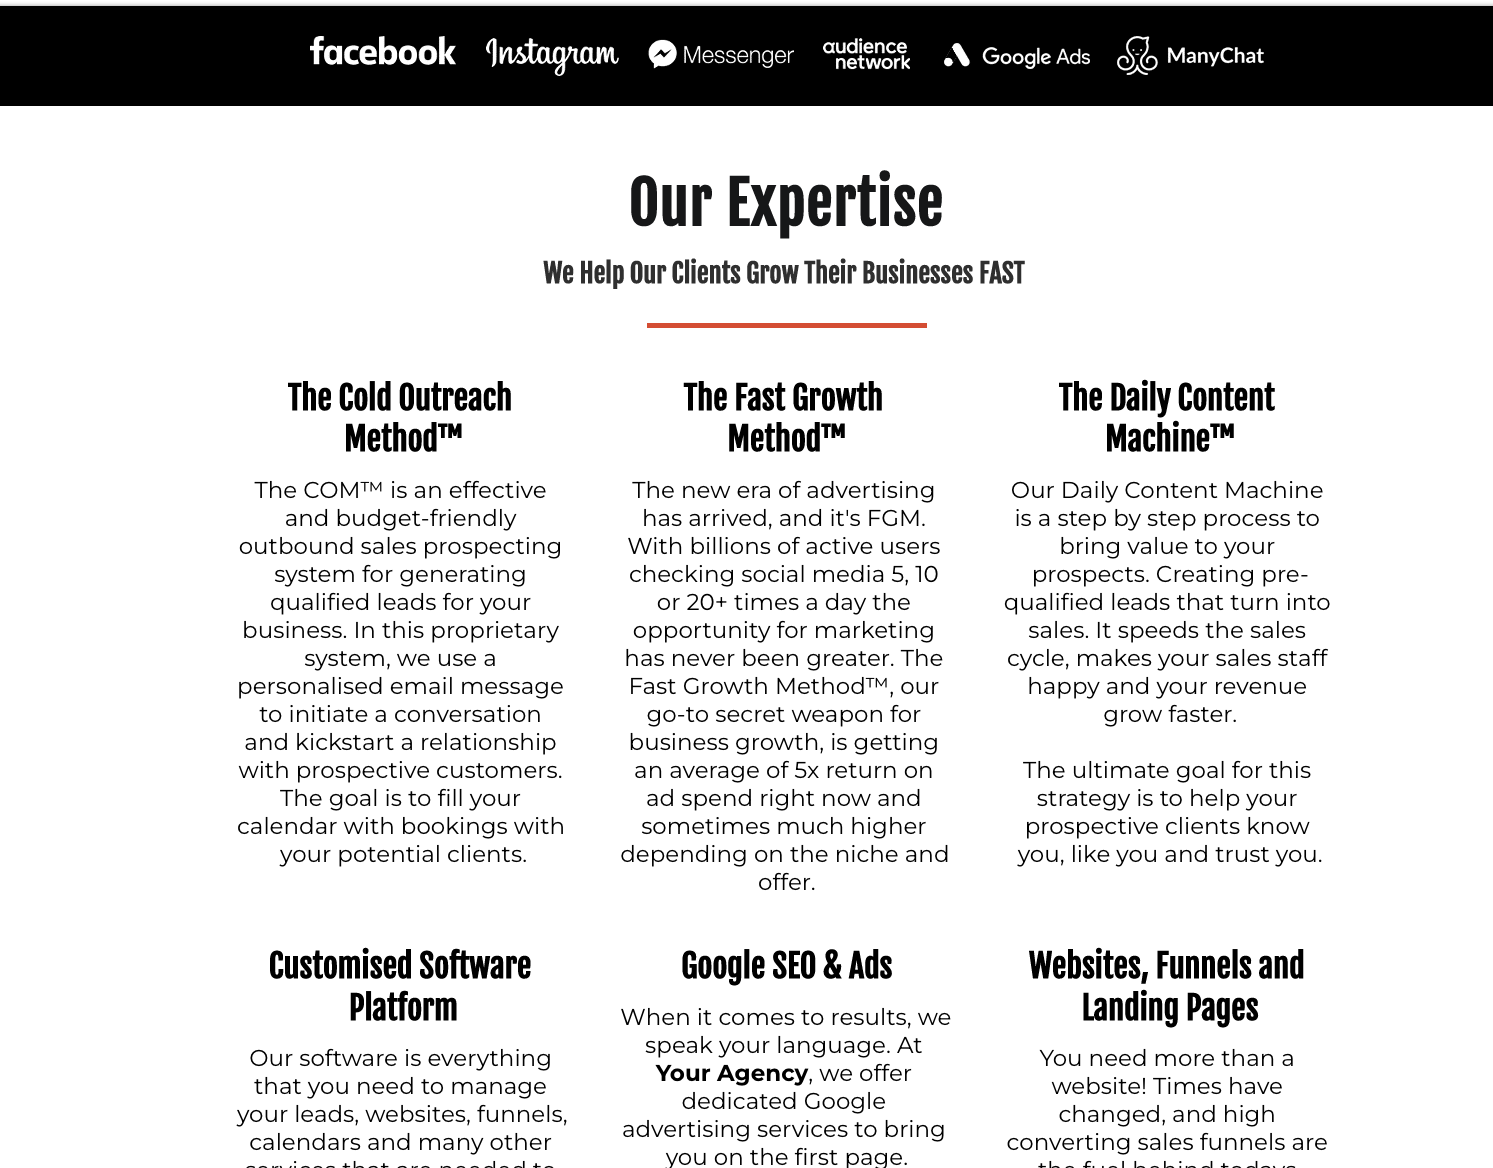 facebook Instagram Messenger audience network Google Ads ManyChat
Our Expertise
We Help Our Clients Grow Their Businesses FAST
The Cold Outreach
Method™
The COM™ is an effective
and budget-friendly
outbound sales prospecting
system for generating
qualified leads for your
business. In this proprietary
system, we use a
personalised email message
to initiate a conversation
and kickstart a relationship
with prospective customers.
The goal is to fill your
calendar with bookings with
your potential clients.
The Fast Growth
Method™
The new era of advertising
has arrived, and it's FGM.
With billions of active users
checking social media 5, 10
or 20+ times a day the
opportunity for marketing
has never been greater. The
Fast Growth Method™, our
go-to secret weapon for
business growth, is getting
an average of 5x return on
ad spend right now and
sometimes much higher
depending on the niche and
offer.
The Daily Content
Machine™
Our Daily Content Machine
is a step by step process to
bring value to your
prospects. Creating pre-
qualified leads that turn into
sales. It speeds the sales
cycle, makes your sales staff
happy and your revenue
grow faster.
The ultimate goal for this
strategy is to help your
prospective clients know
you, like you and trust you.
Customised Software
Platform
Our software is everything
that you need to manage
your leads, websites, funnels,
calendars and many other
services that are needed to
Google SEO & Ads
When it comes to results, we
speak your language. At
Your Agency, we offer
dedicated Google
advertising services to bring
you on the first page.
Websites, Funnels and
Landing Pages
You need more than a
website! Times have
changed, and high
converting sales funnels are
the fuel behind todays